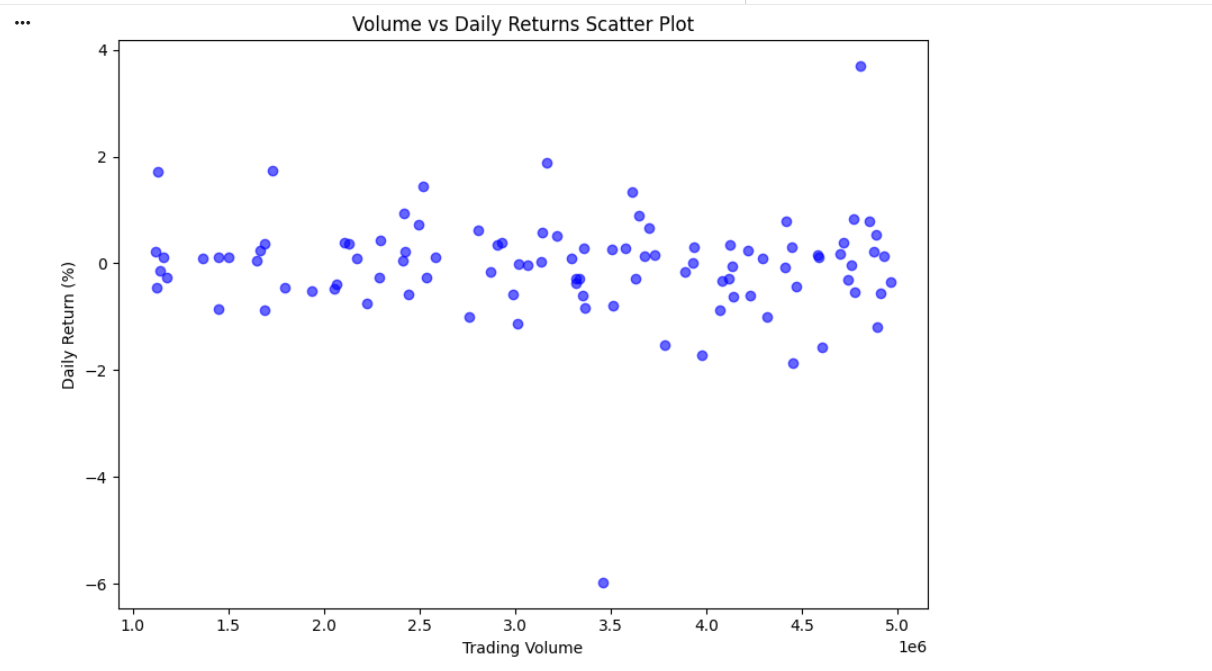 ...
Volume vs Daily Returns Scatter Plot
4
2
0
−2
−4
−6
Daily Return (%)
1.0 1.5 2.0 2.5 3.0 3.5 4.0 4.5 5.0
1e6
Trading Volume